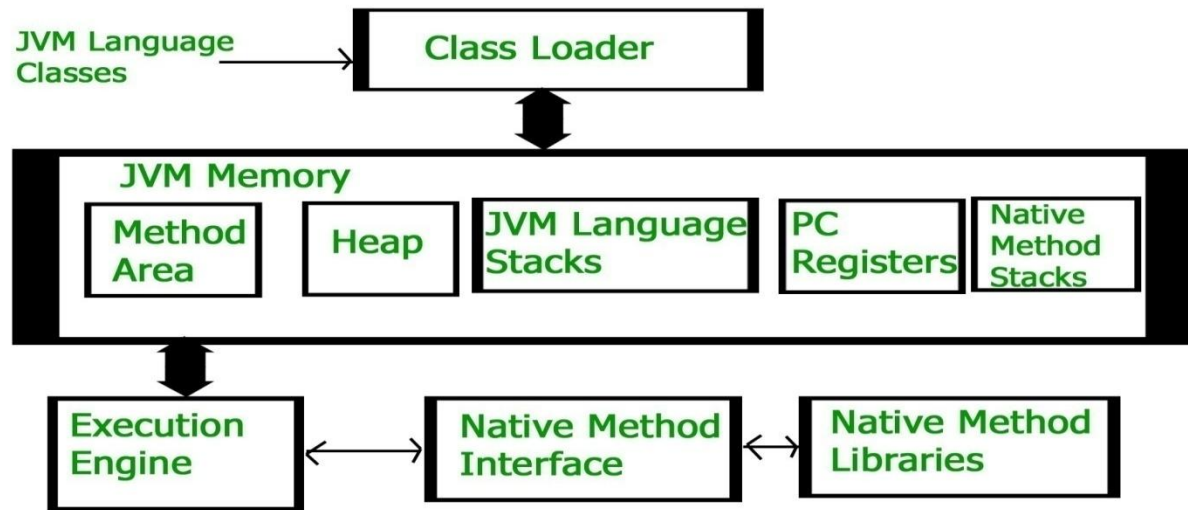 JVM Language
Classes
Class Loader
JVM Memory
Method
Area
Heap
JVM Language
Stacks
PC
Registers
Native
Method
Stacks
Execution
Engine
Native Method
Interface
Native Method
Libraries